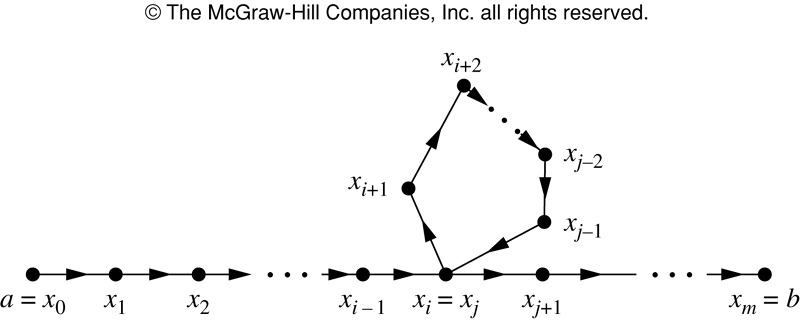 © The McGraw-Hill Companies, Inc. all rights reserved.
x_{i+2}
x_{j–2}
x_{i+1}
x_{j–1}
a = x_0 x_1 x_2 x_{i–1} x_i = x_j x_{j+1} x_m = b